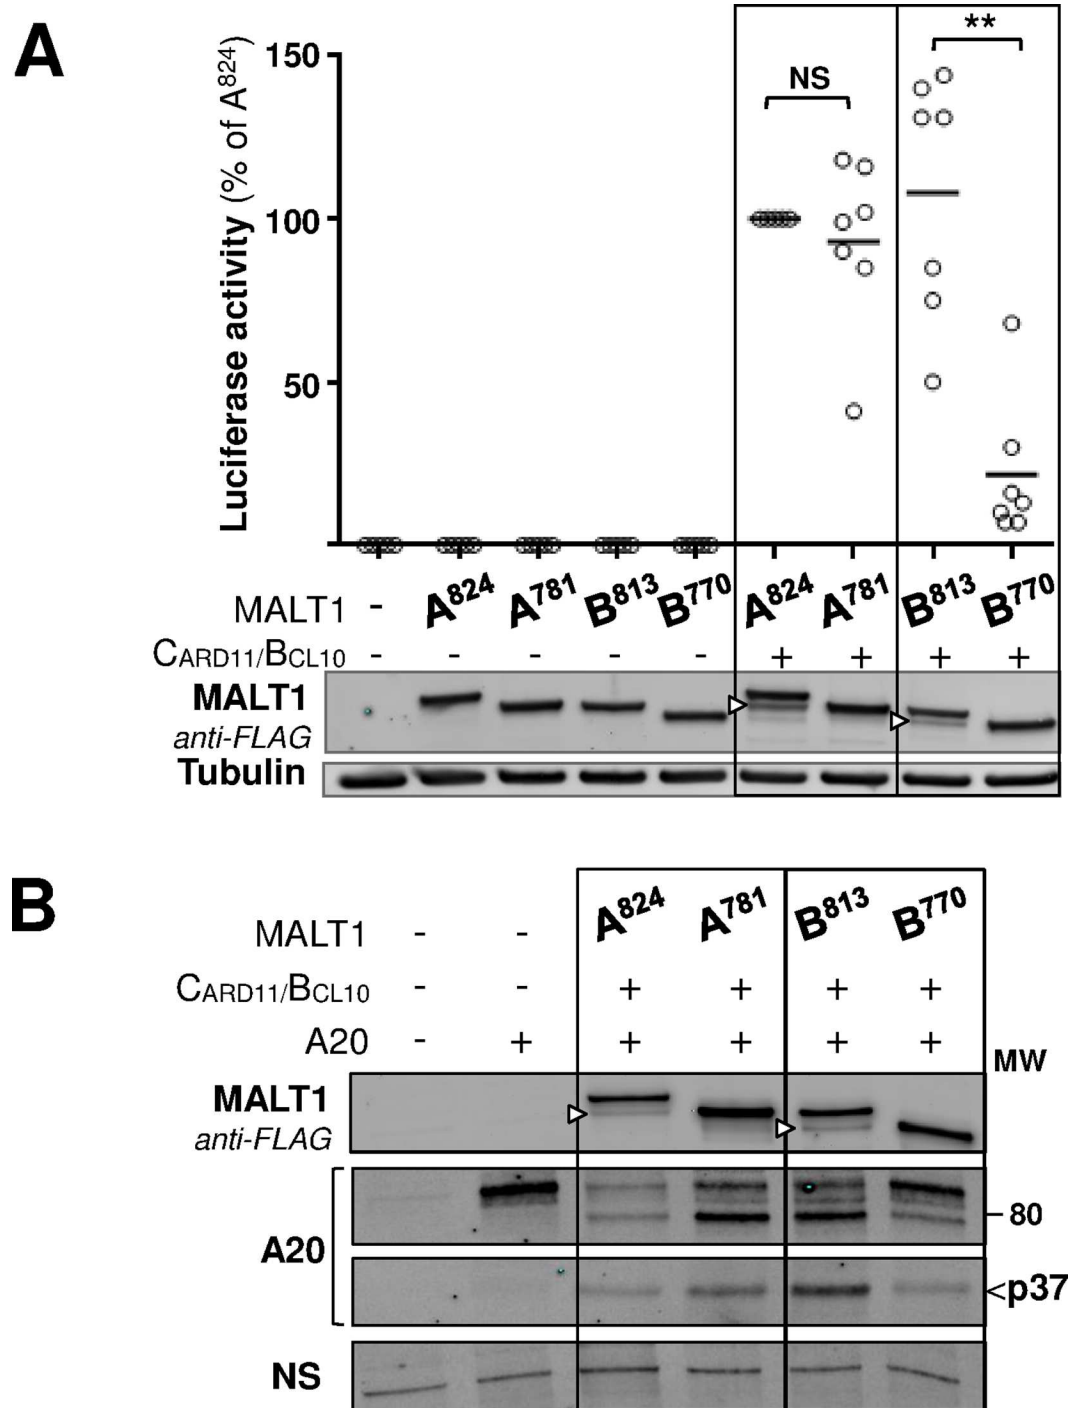 A
Luciferase activity (% of A824)
150
100
50
NS
**
MALT1 - A824 A781 B813 B770 A824 A781 B813 B770
CARD11/BCL10 - - - - - + + + +
MALT1
anti-FLAG
Tubulin
B
MALT1 - - A824 A781 B813 B770
CARD11/BCL10 - - + + + +
A20 - + + + + +
MW
MALT1
anti-FLAG
A20
80
<p37
NS